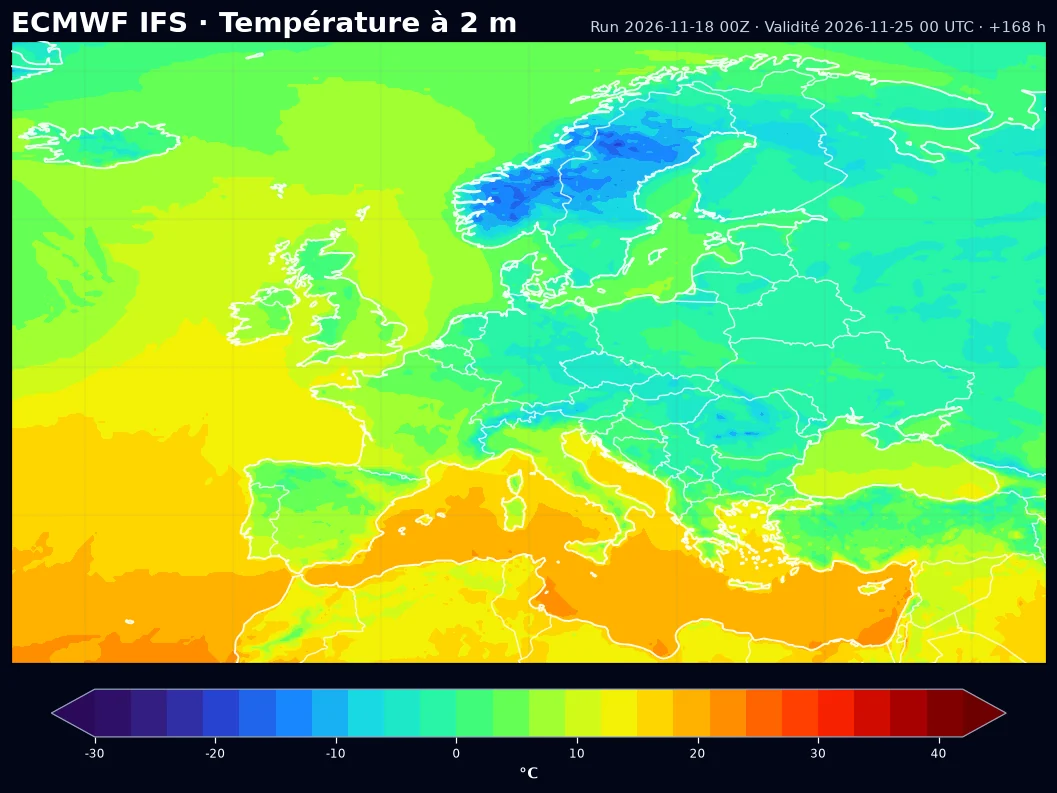 ECMWF IFS · Température à 2 m
Run 2026-11-18 00Z · Validité 2026-11-25 00 UTC · +168 h
-30 -20 -10 0 10 20 30 40
°C